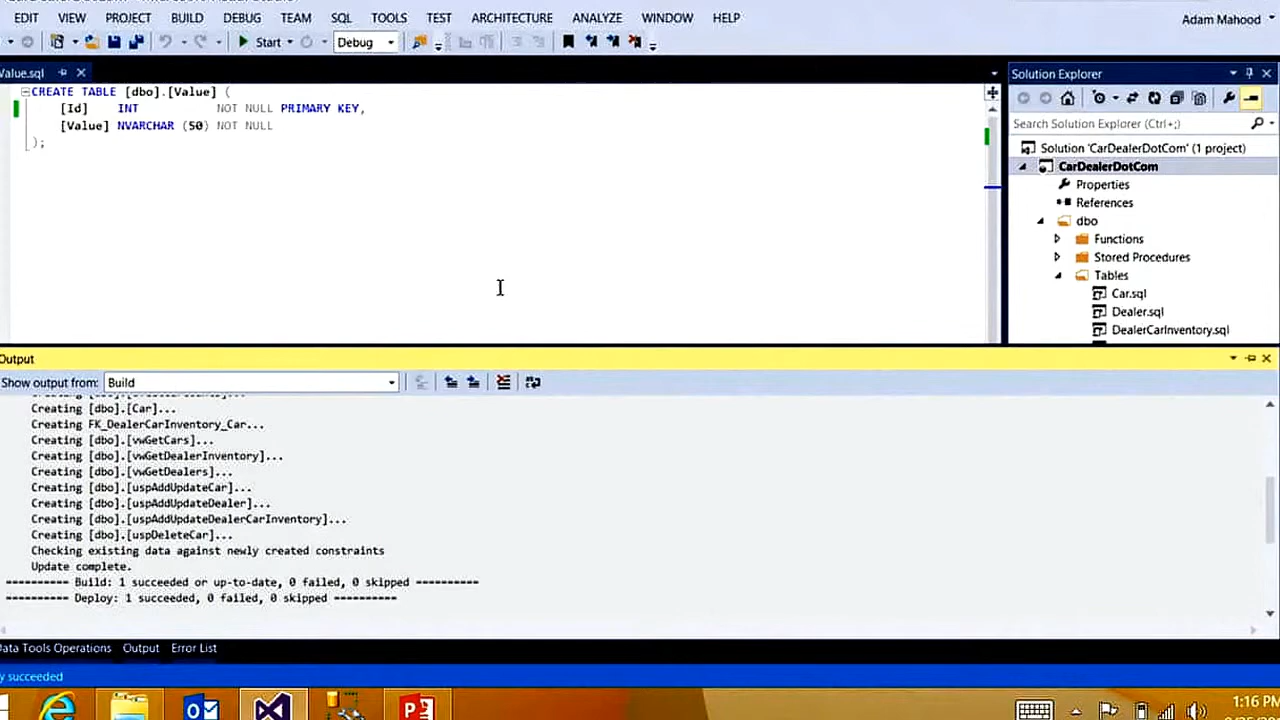 EDIT VIEW PROJECT BUILD DEBUG TEAM SQL TOOLS TEST ARCHITECTURE ANALYZE WINDOW HELP
Adam Mahood
Start
Debug
Value.sql
CREATE TABLE [dbo].[Value] (
[Id] INT NOT NULL PRIMARY KEY,
[Value] NVARCHAR (50) NOT NULL
);
Solution Explorer
Search Solution Explorer (Ctrl+;)
Solution 'CarDealerDotCom' (1 project)
CarDealerDotCom
Properties
References
dbo
Functions
Stored Procedures
Tables
Car.sql
Dealer.sql
DealerCarInventory.sql
Output
Show output from: Build
Creating [dbo].[Car]...
Creating FK_DealerCarInventory_Car...
Creating [dbo].[vwGetCars]...
Creating [dbo].[vwGetDealerInventory]...
Creating [dbo].[vwGetDealers]...
Creating [dbo].[uspAddUpdateCar]...
Creating [dbo].[uspAddUpdateDealer]...
Creating [dbo].[uspAddUpdateDealerCarInventory]...
Creating [dbo].[uspDeleteCar]...
Checking existing data against newly created constraints
Update complete.
========== Build: 1 succeeded or up-to-date, 0 failed, 0 skipped ==========
========== Deploy: 1 succeeded, 0 failed, 0 skipped ==========
Data Tools Operations Output Error List
y succeeded
1:16 PM